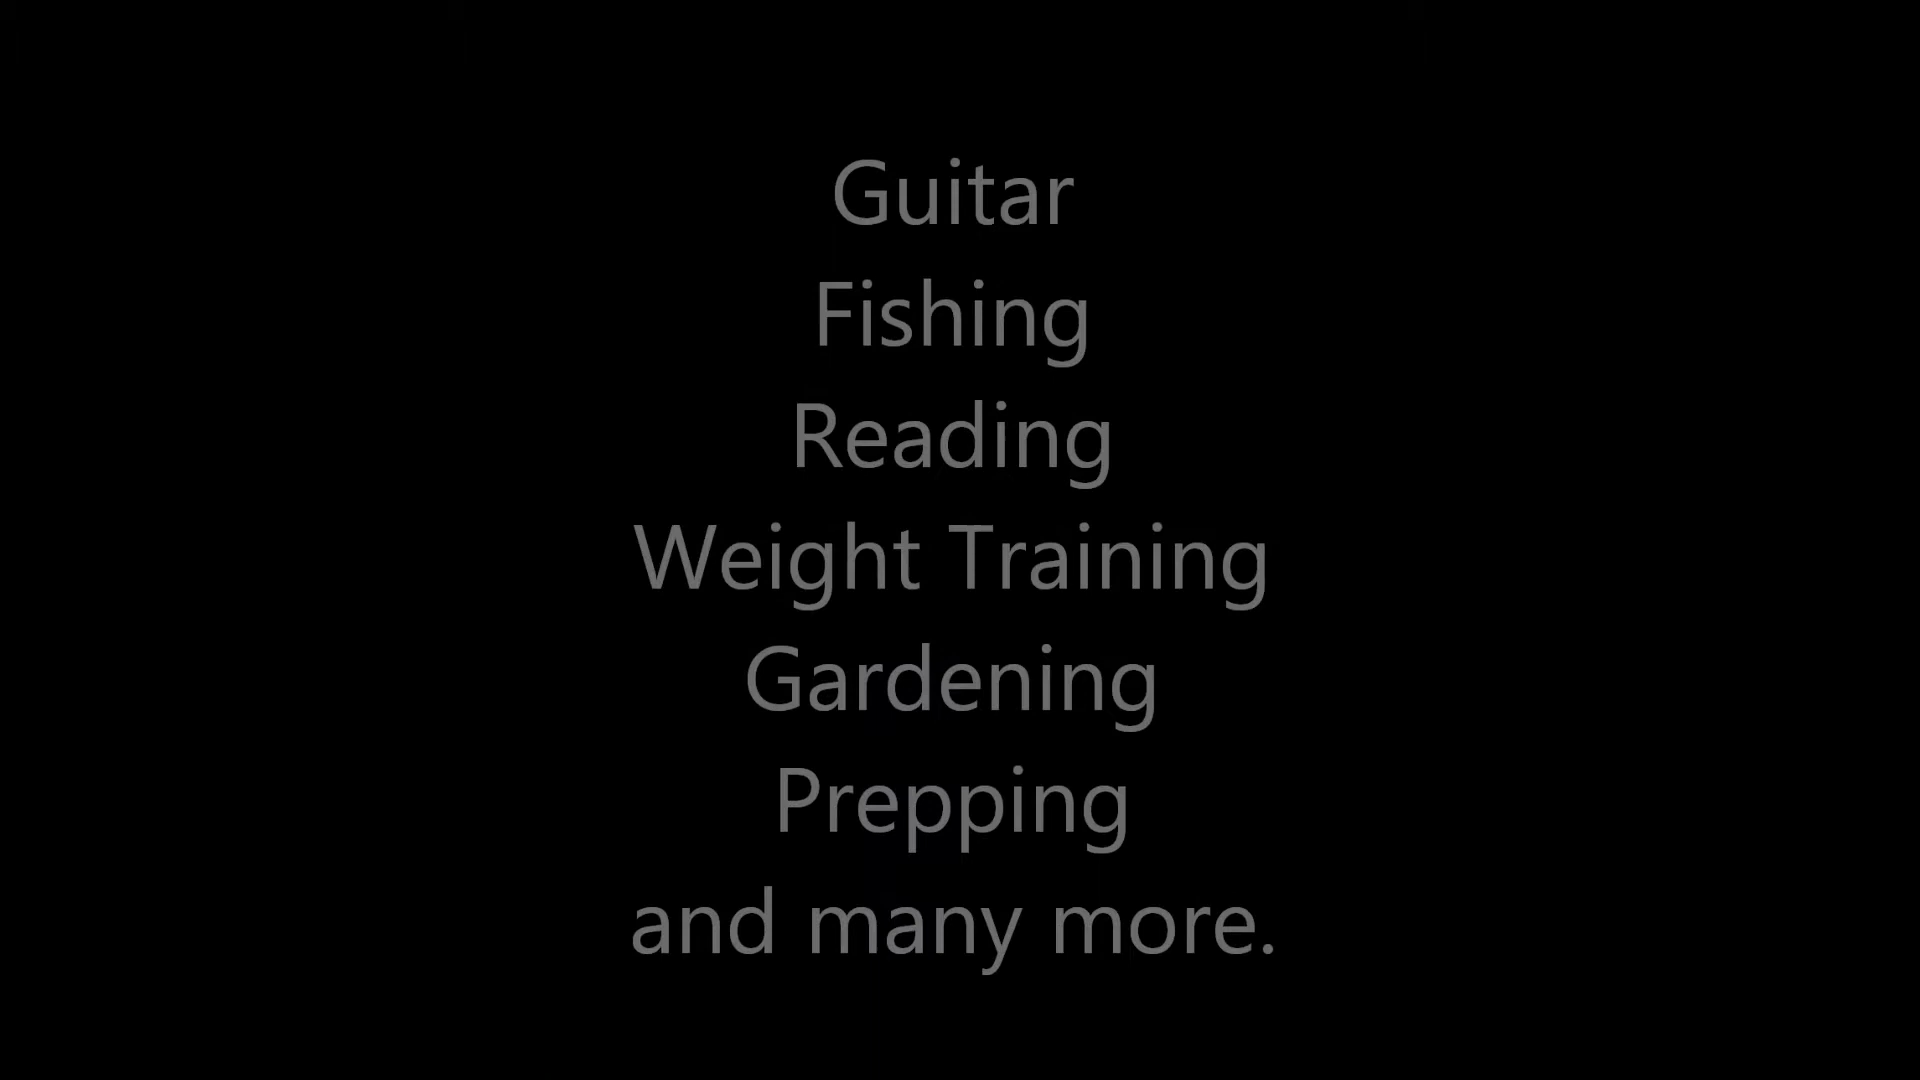 Guitar
Fishing
Reading
Weight Training
Gardening
Prepping
and many more.